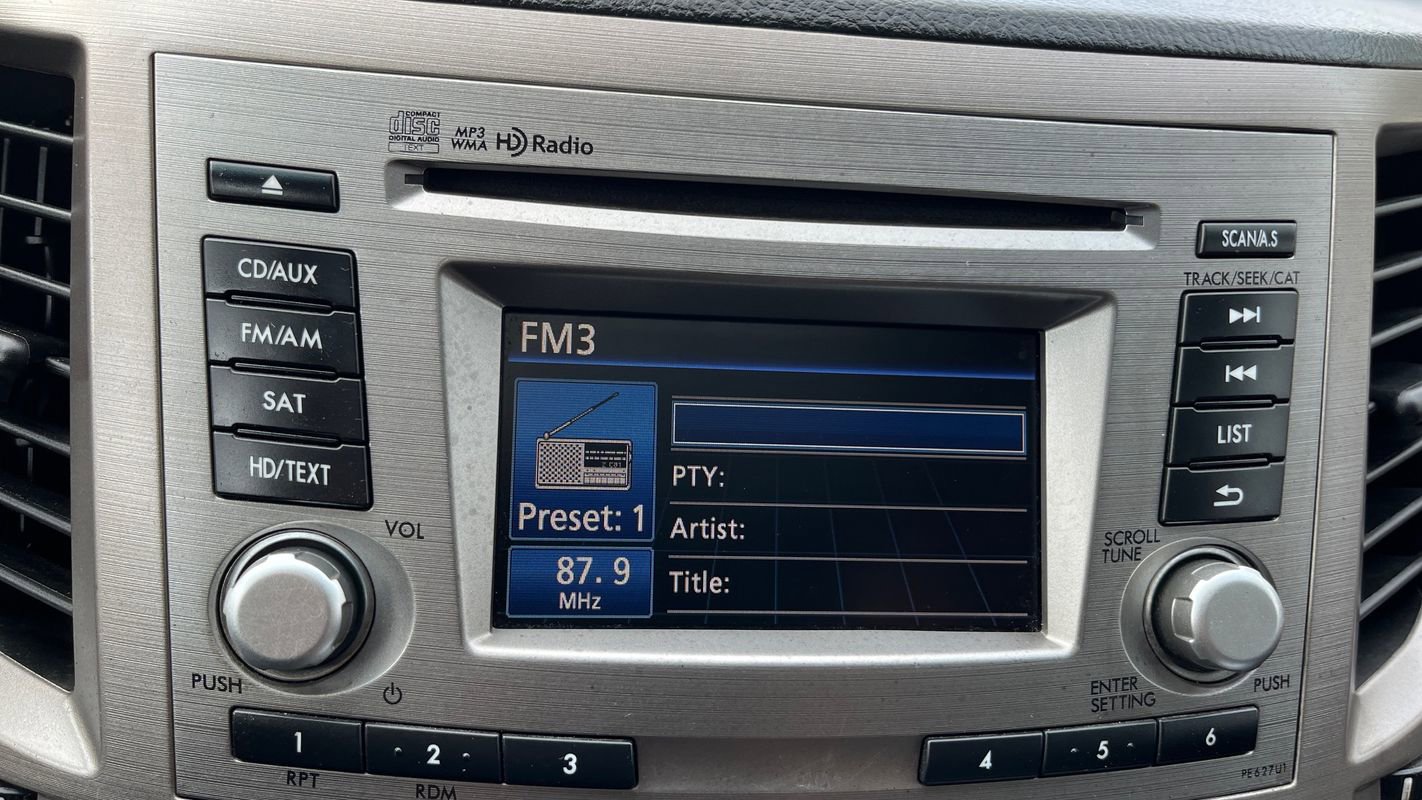 COMPACT
disc
DIGITAL AUDIO
TEXT
MP3
WMA
HD Radio
SCAN/A.S
TRACK/SEEK/CAT
CD/AUX
FM/AM
SAT
HD/TEXT
LIST
FM3
Preset: 1
87.9
MHz
PTY:
Artist:
Title:
VOL
PUSH
SCROLL
TUNE
ENTER
SETTING
PUSH
1
RPT
2
RDM
3
4
5
6
PE627U1